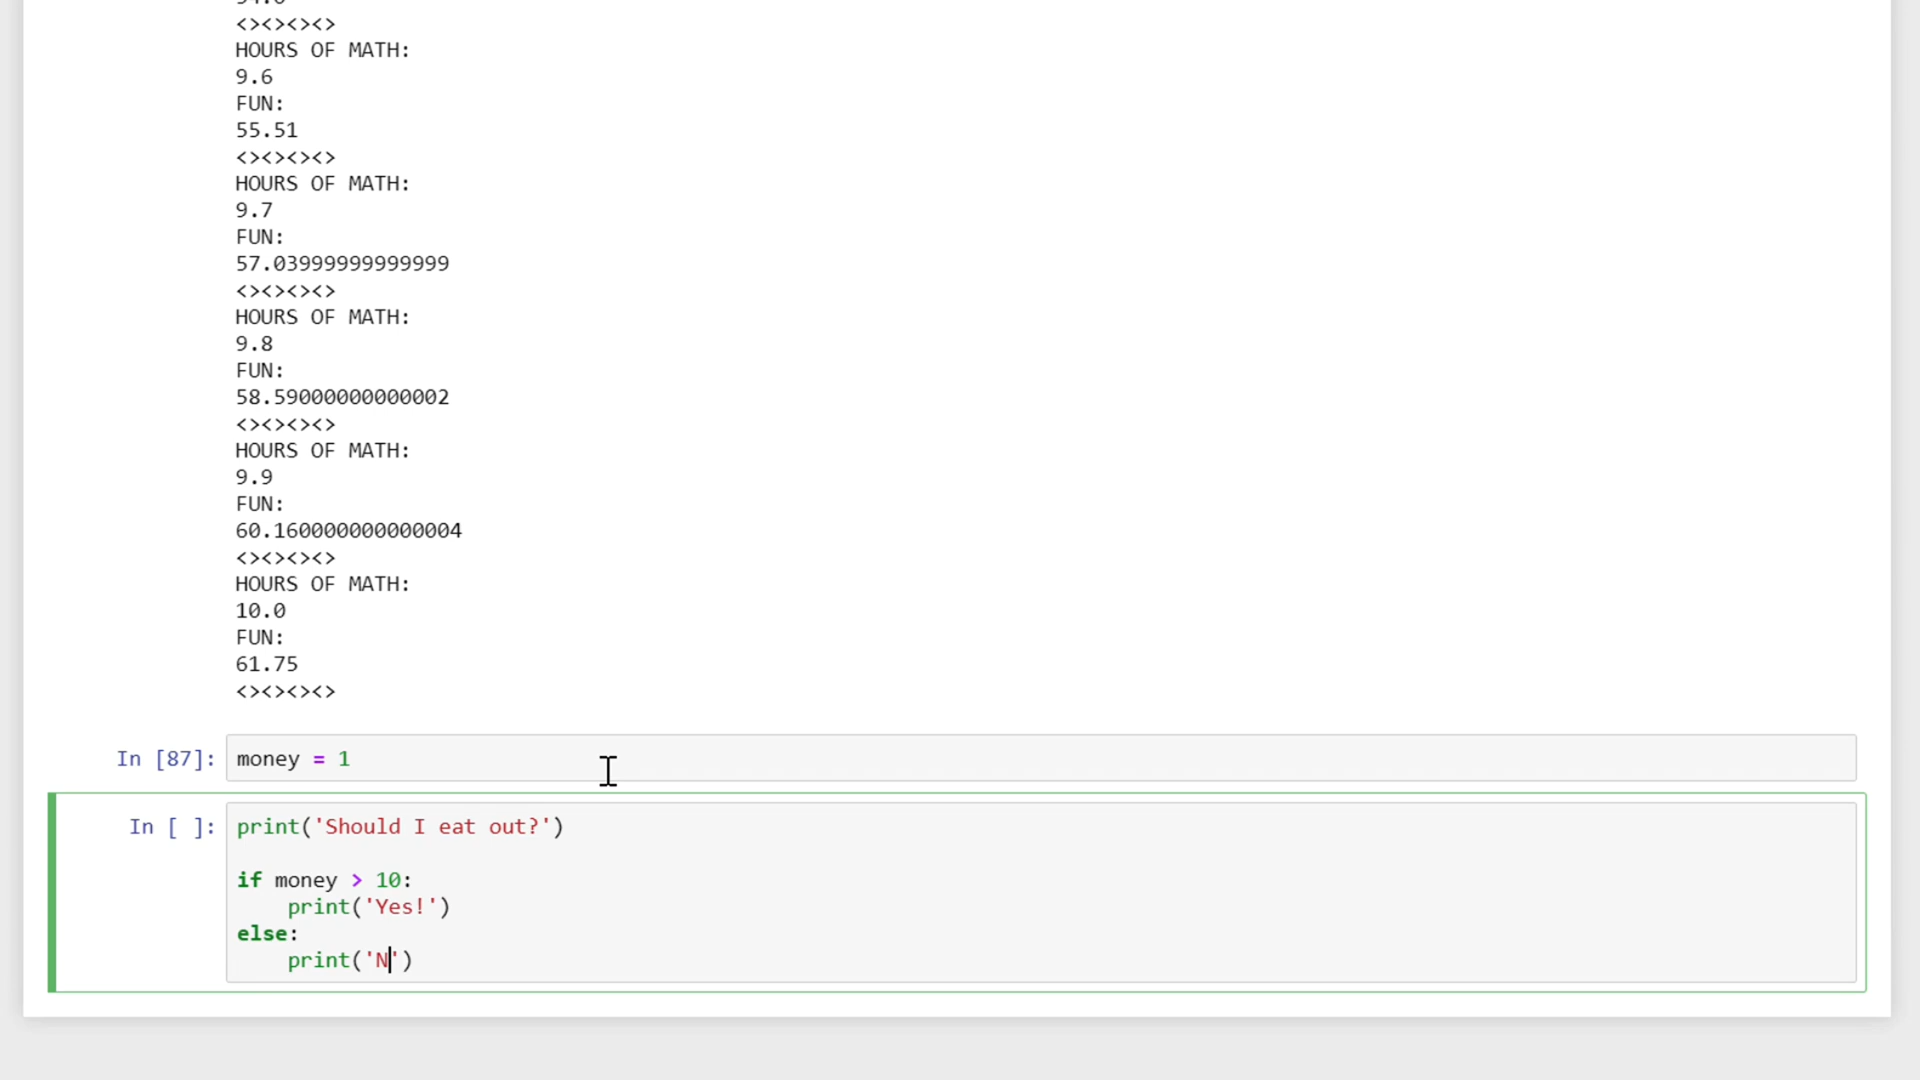 <><><><>
HOURS OF MATH:
9.6
FUN:
55.51
<><><><>
HOURS OF MATH:
9.7
FUN:
57.03999999999999
<><><><>
HOURS OF MATH:
9.8
FUN:
58.59000000000002
<><><><>
HOURS OF MATH:
9.9
FUN:
60.160000000000004
<><><><>
HOURS OF MATH:
10.0
FUN:
61.75
<><><><>
In [87]: money = 1
In [ ]: print('Should I eat out?')
if money > 10:
    print('Yes!')
else:
    print('N')